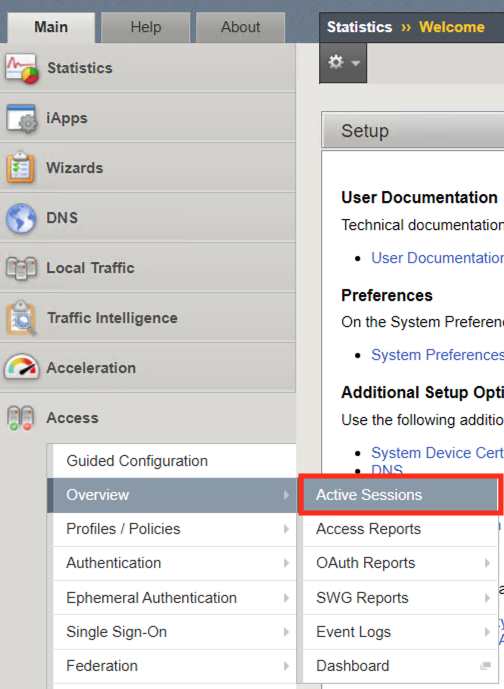 Main
Help
About
Statistics
iApps
Wizards
DNS
Local Traffic
Traffic Intelligence
Acceleration
Access
Guided Configuration
Overview
Profiles / Policies
Authentication
Ephemeral Authentication
Single Sign-On
Federation
Active Sessions
Access Reports
OAuth Reports
SWG Reports
Event Logs
Dashboard
Statistics ›› Welcome
Setup
User Documentation
Technical documentation
User Documentation
Preferences
On the System Preferen
System Preferences
Additional Setup Opti
Use the following additio
System Device Cert
DNS